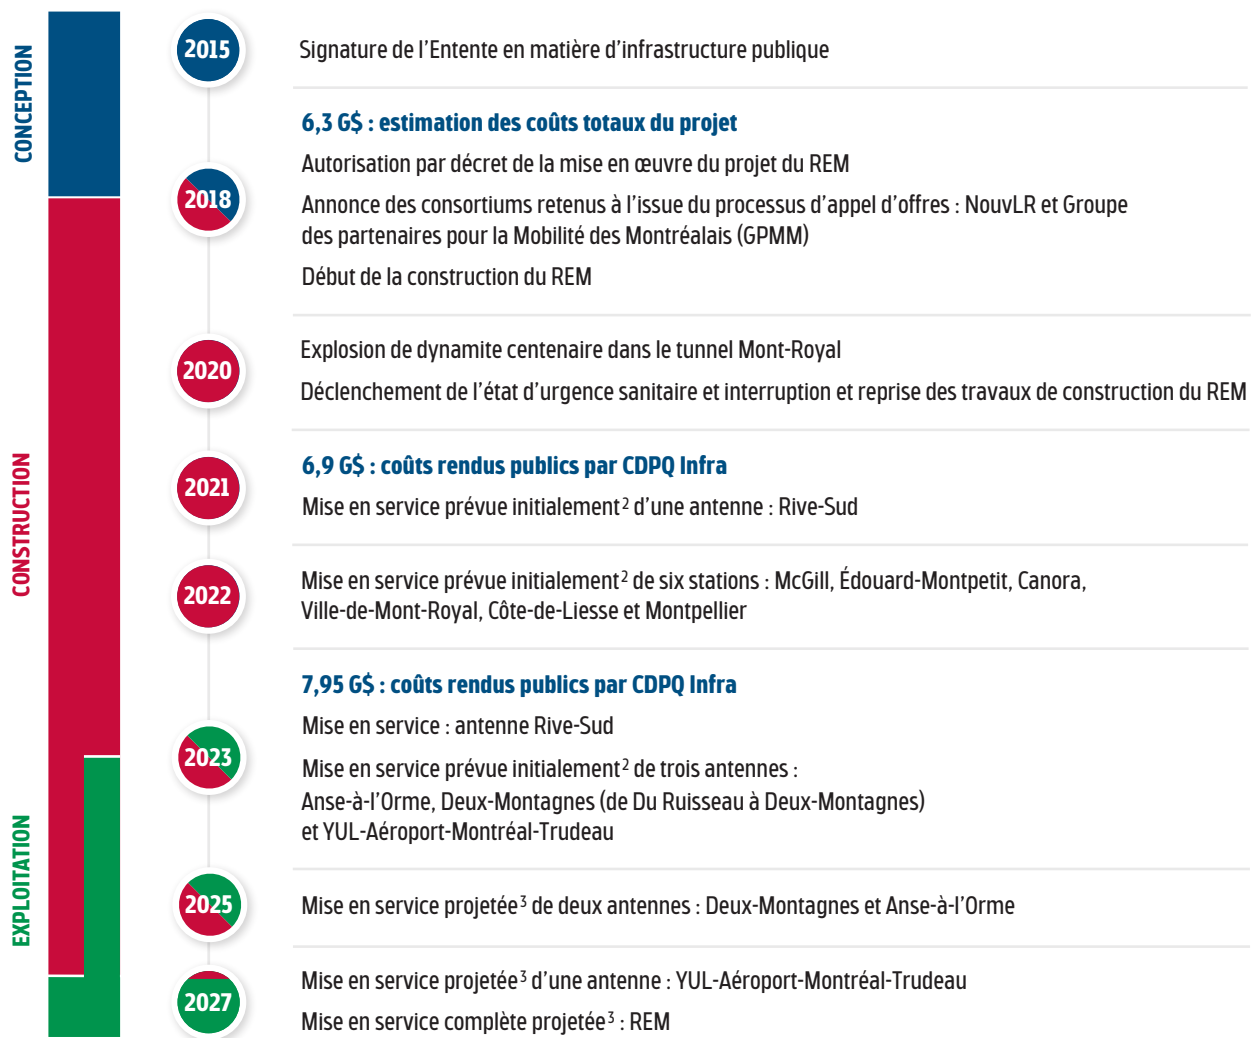 CONCEPTION
2015
Signature de l’Entente en matière d’infrastructure publique
2018
6,3 G$ : estimation des coûts totaux du projet
Autorisation par décret de la mise en œuvre du projet du REM
Annonce des consortiums retenus à l’issue du processus d’appel d’offres : NouvLR et Groupe
des partenaires pour la Mobilité des Montréalais (GPMM)
Début de la construction du REM
CONSTRUCTION
2020
Explosion de dynamite centenaire dans le tunnel Mont-Royal
Déclenchement de l’état d’urgence sanitaire et interruption et reprise des travaux de construction du REM
2021
6,9 G$ : coûts rendus publics par CDPQ Infra
Mise en service prévue initialement² d’une antenne : Rive-Sud
2022
Mise en service prévue initialement² de six stations : McGill, Édouard-Montpetit, Canora,
Ville-de-Mont-Royal, Côte-de-Liesse et Montpellier
2023
7,95 G$ : coûts rendus publics par CDPQ Infra
Mise en service : antenne Rive-Sud
Mise en service prévue initialement² de trois antennes :
Anse-à-l’Orme, Deux-Montagnes (de Du Ruisseau à Deux-Montagnes)
et YUL-Aéroport-Montréal-Trudeau
EXPLOITATION
2025
Mise en service projetée³ de deux antennes : Deux-Montagnes et Anse-à-l’Orme
2027
Mise en service projetée³ d’une antenne : YUL-Aéroport-Montréal-Trudeau
Mise en service complète projetée³ : REM